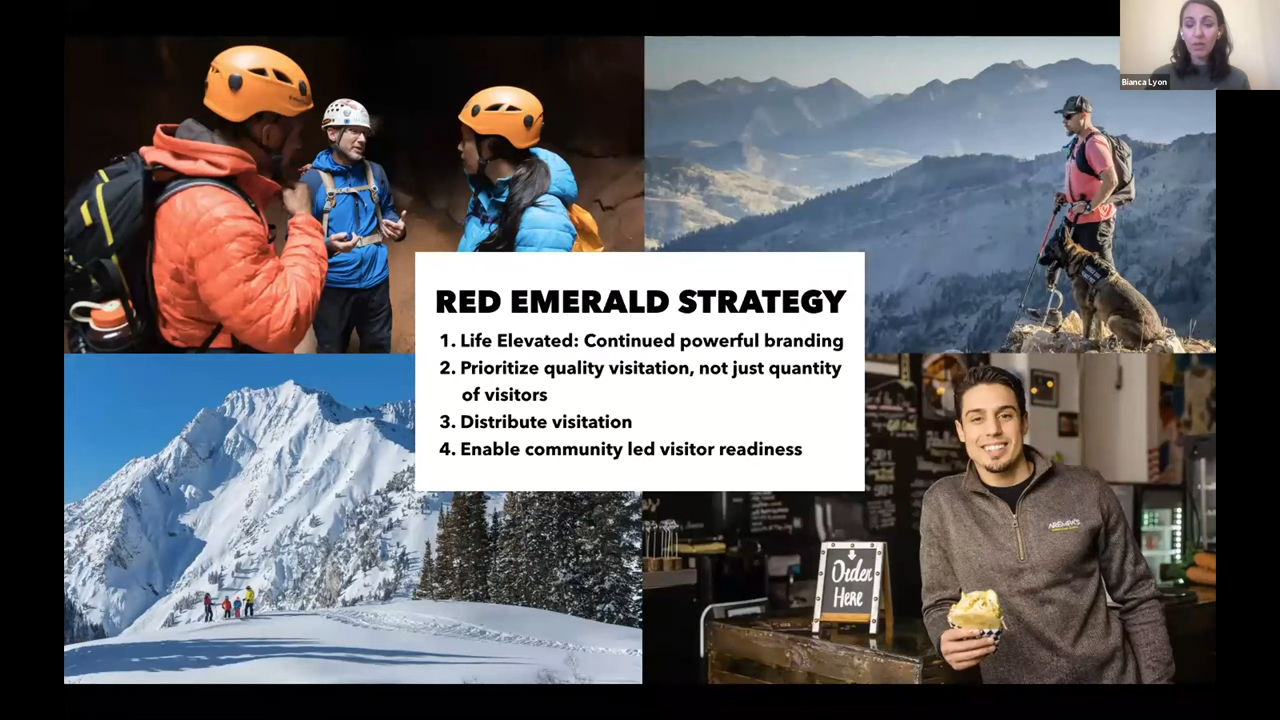 Bianca Lyon
RED EMERALD STRATEGY
1. Life Elevated: Continued powerful branding
2. Prioritize quality visitation, not just quantity
of visitors
3. Distribute visitation
4. Enable community led visitor readiness
Order
Here